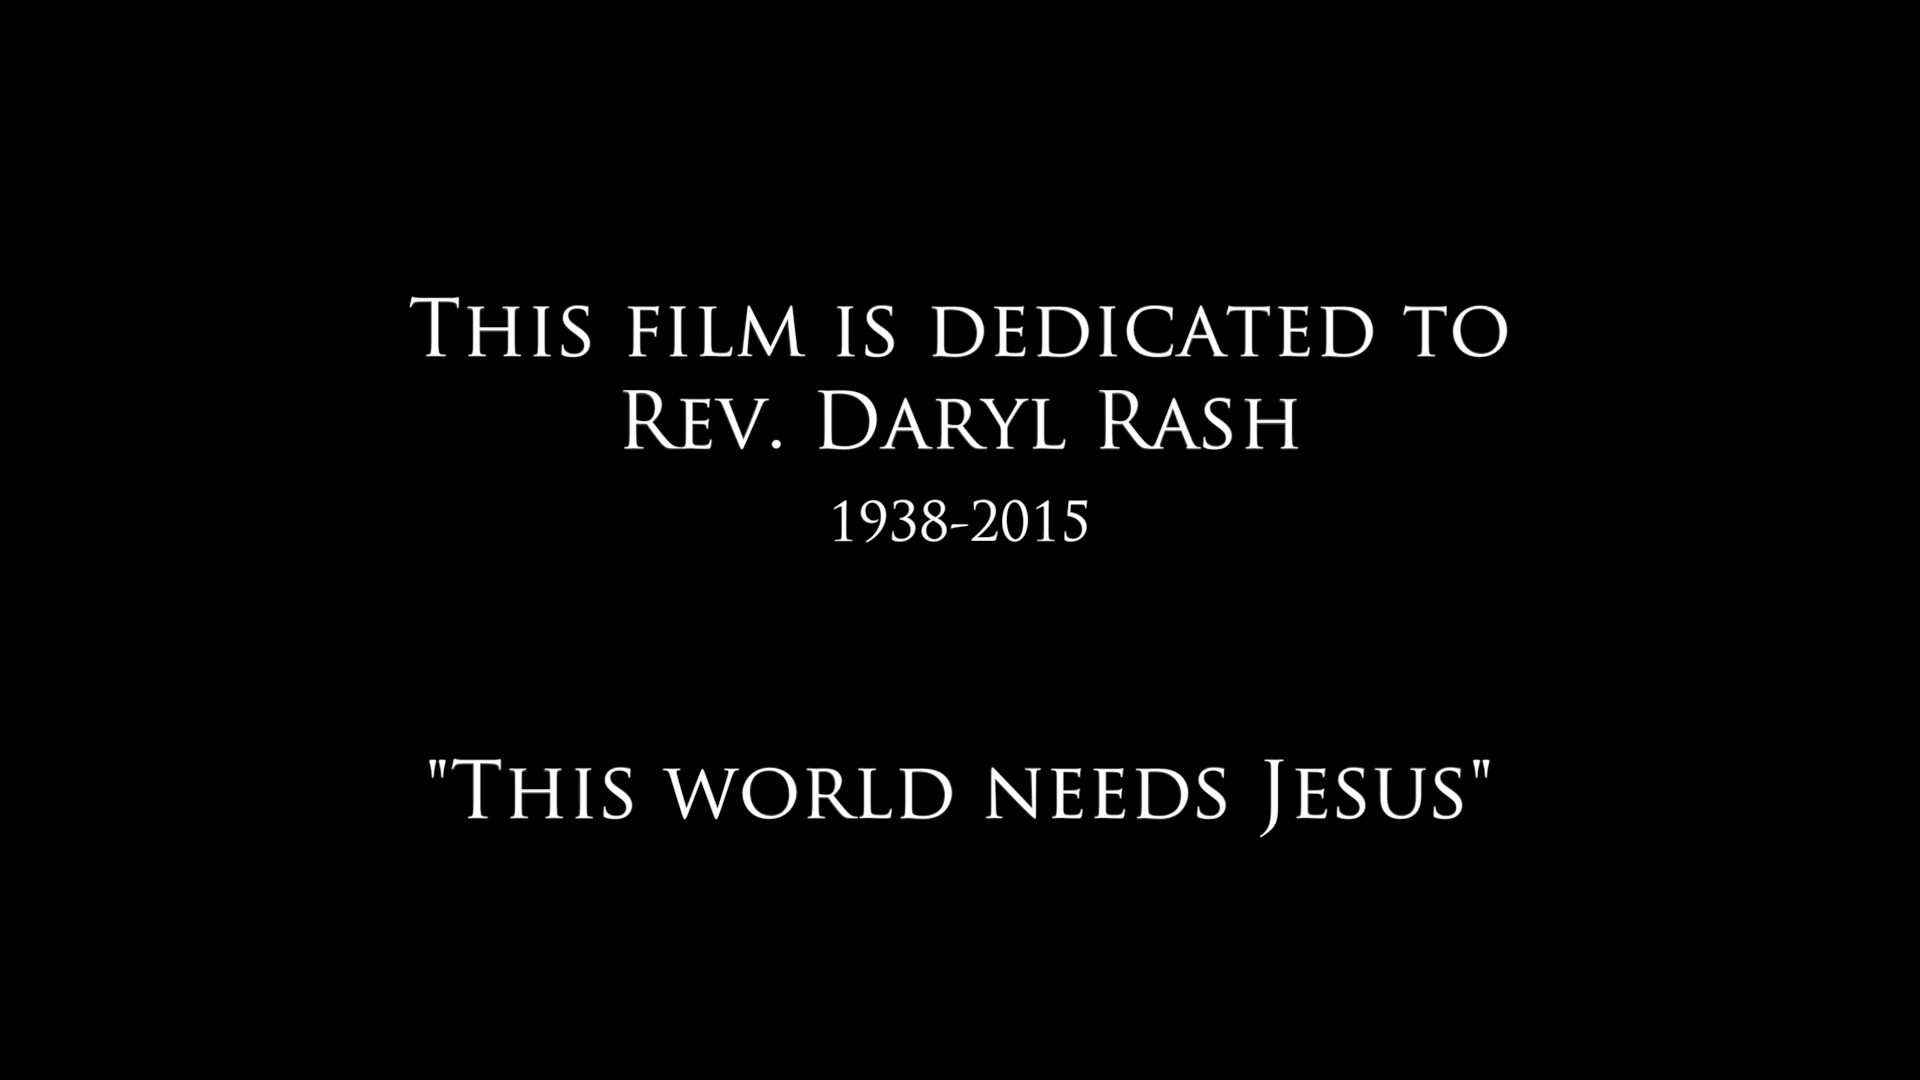 This film is dedicated to
Rev. Daryl Rash
1938-2015
"This world needs Jesus"